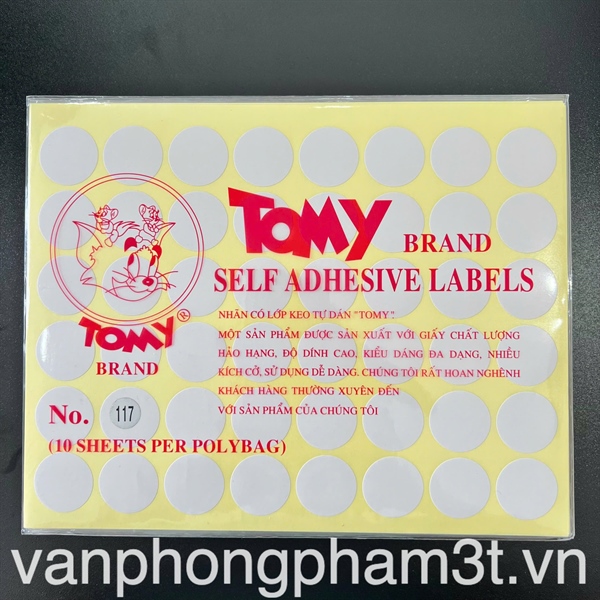 TOMY BRAND
SELF ADHESIVE LABELS
TOMY®
BRAND
NHÃN CÓ LỚP KEO TỰ DÁN "TOMY".
MỘT SẢN PHẨM ĐƯỢC SẢN XUẤT VỚI GIẤY CHẤT LƯỢNG
HẢO HẠNG, ĐỘ DÍNH CAO, KIỂU DÁNG ĐA DẠNG, NHIỀU
KÍCH CỠ, SỬ DỤNG DỄ DÀNG. CHÚNG TÔI RẤT HOAN NGHÊNH
KHÁCH HÀNG THƯỜNG XUYÊN ĐẾN
VỚI SẢN PHẨM CỦA CHÚNG TÔI
No. 117
(10 SHEETS PER POLYBAG)
vanphongpham3t.vn